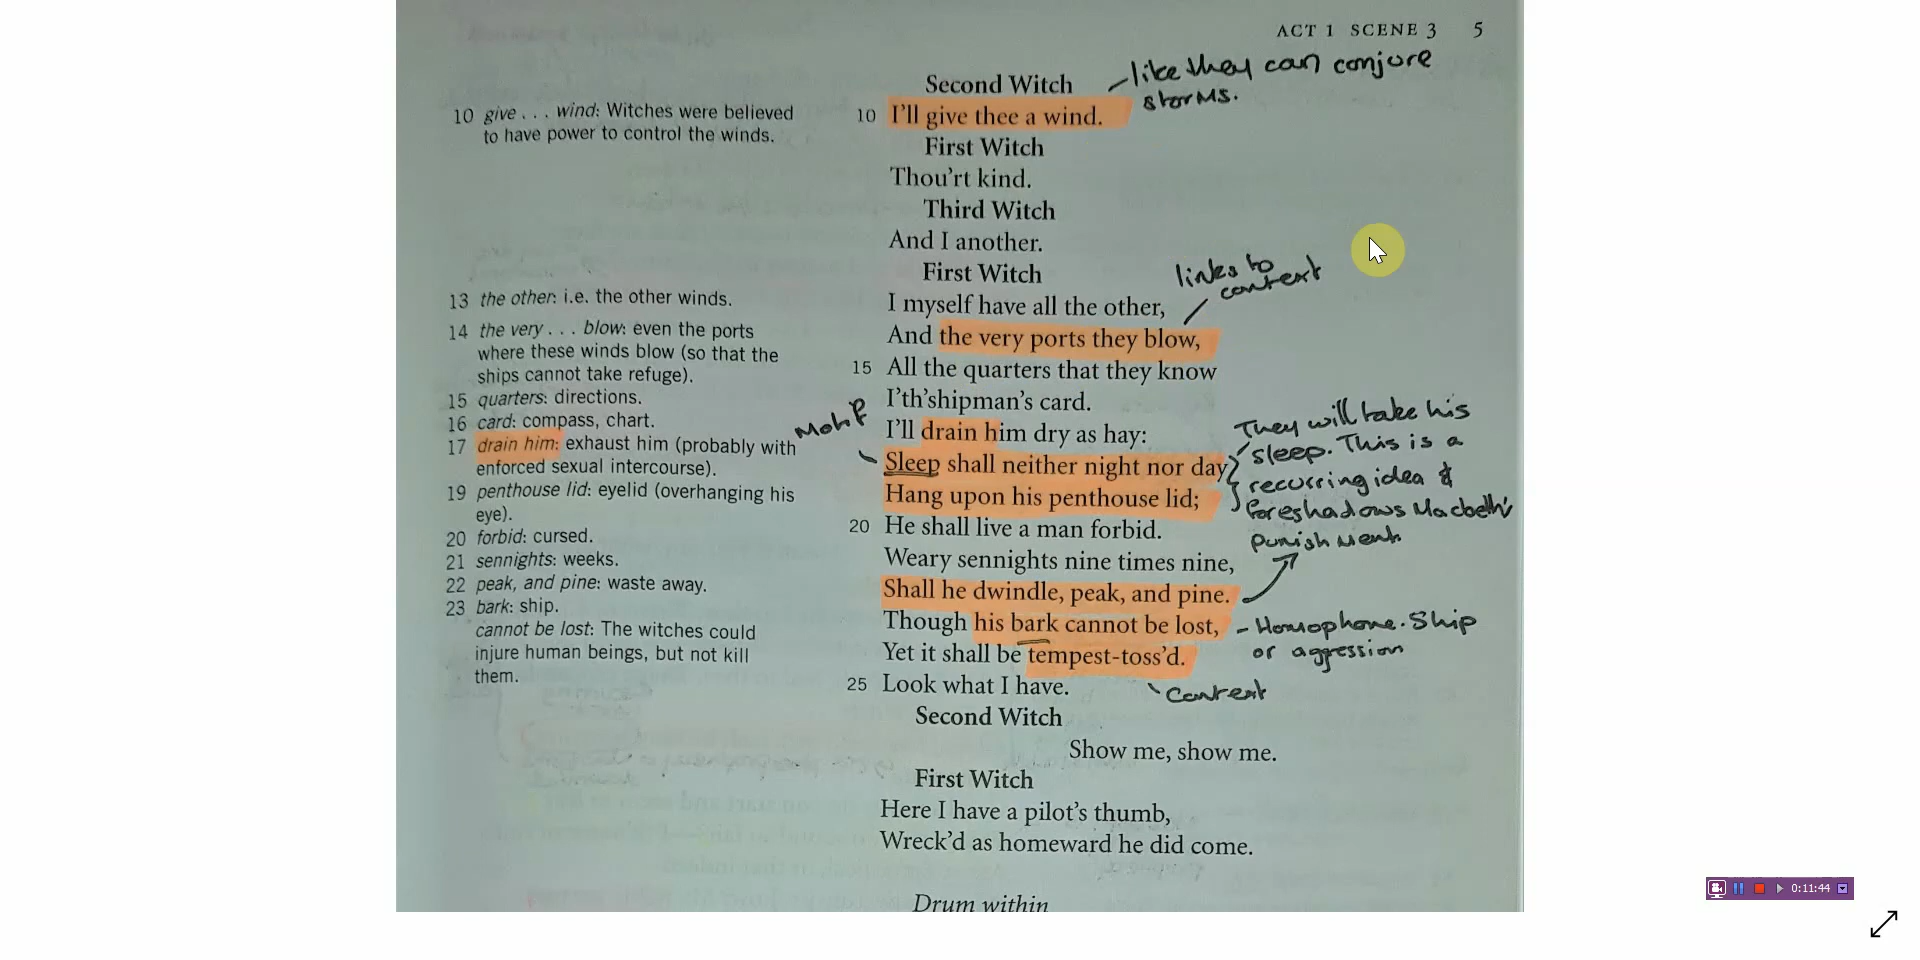 ACT 1 SCENE 3 5
Second Witch
10 I'll give thee a wind.
First Witch
Thou'rt kind.
Third Witch
And I another.
First Witch
I myself have all the other,
And the very ports they blow,
15 All the quarters that they know
I'th'shipman's card.
I'll drain him dry as hay:
Sleep shall neither night nor day
Hang upon his penthouse lid;
20 He shall live a man forbid.
Weary sennights nine times nine,
Shall he dwindle, peak, and pine.
Though his bark cannot be lost,
Yet it shall be tempest-toss'd.
25 Look what I have.
Second Witch
Show me, show me.
First Witch
Here I have a pilot's thumb,
Wreck'd as homeward he did come.
Drum within
10 give . . . wind: Witches were believed
to have power to control the winds.
13 the other: i.e. the other winds.
14 the very . . . blow: even the ports
where these winds blow (so that the
ships cannot take refuge).
15 quarters: directions.
16 card: compass, chart.
17 drain him: exhaust him (probably with
enforced sexual intercourse).
19 penthouse lid: eyelid (overhanging his
eye).
20 forbid: cursed.
21 sennights: weeks.
22 peak, and pine: waste away.
23 bark: ship.
cannot be lost: The witches could
injure human beings, but not kill
them.
– like they can conjure
storms.
links to
context
Motif
They will take his
sleep. This is a
recurring idea &
foreshadows Macbeth's
punishment
- Homophone. Ship
or aggression
context
0:11:44